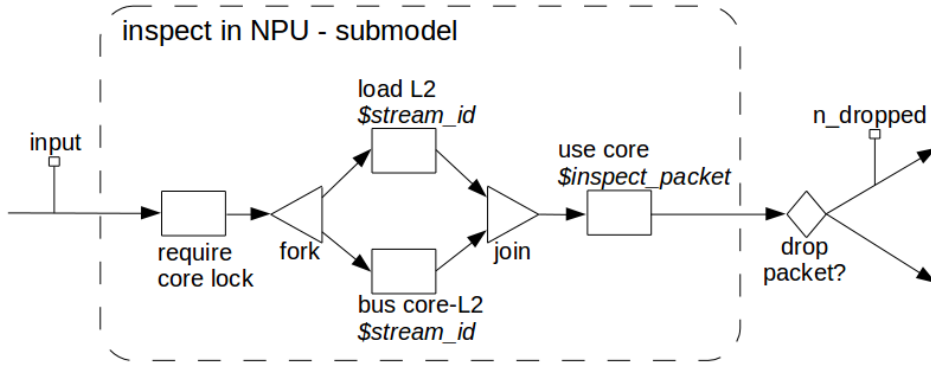 inspect in NPU - submodel
load L2
$stream_id
input
n_dropped
use core
$inspect_packet
require
core lock
fork
join
drop
packet?
bus core-L2
$stream_id